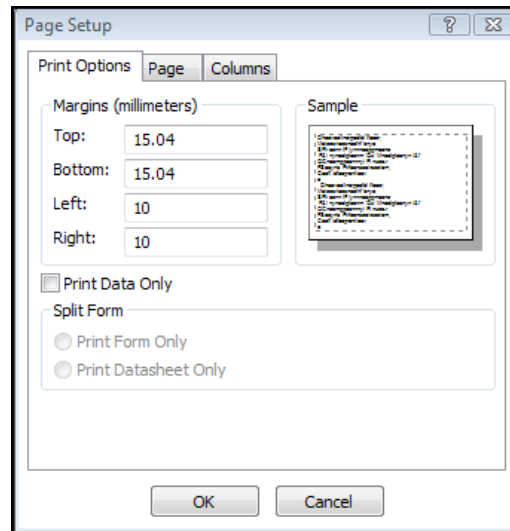 Page Setup
Print Options Page Columns
Margins (millimeters)
Top: 15.04
Bottom: 15.04
Left: 10
Right: 10
Sample
Print Data Only
Split Form
Print Form Only
Print Datasheet Only
OK Cancel